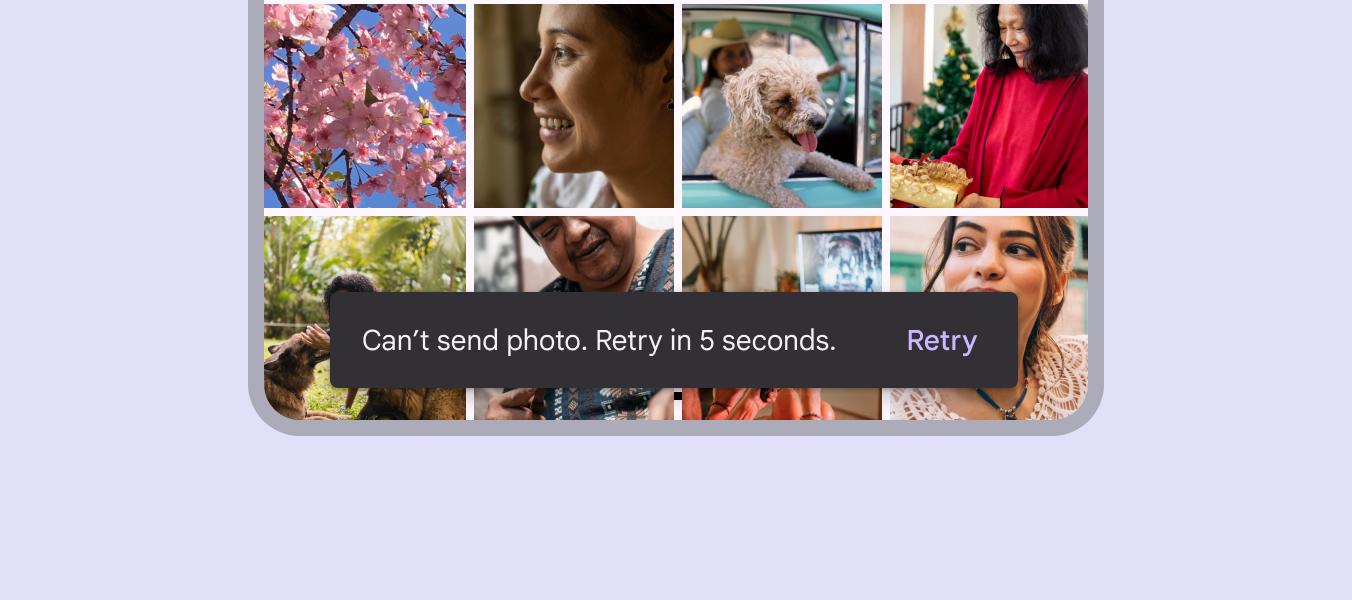 Can’t send photo. Retry in 5 seconds. Retry